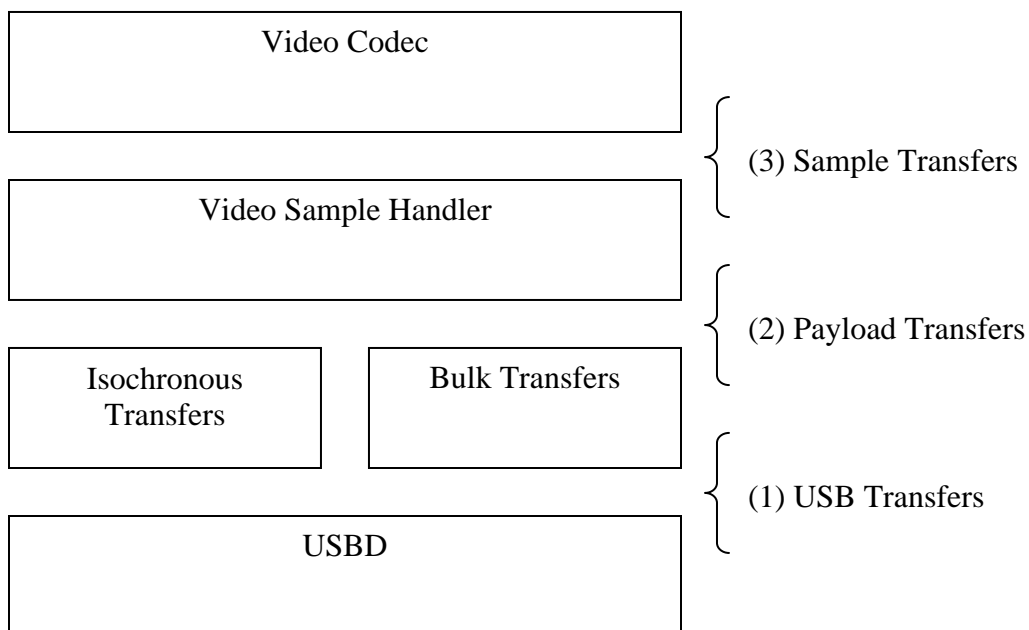 Video Codec
(3) Sample Transfers
Video Sample Handler
(2) Payload Transfers
Isochronous
Transfers
Bulk Transfers
(1) USB Transfers
USBD